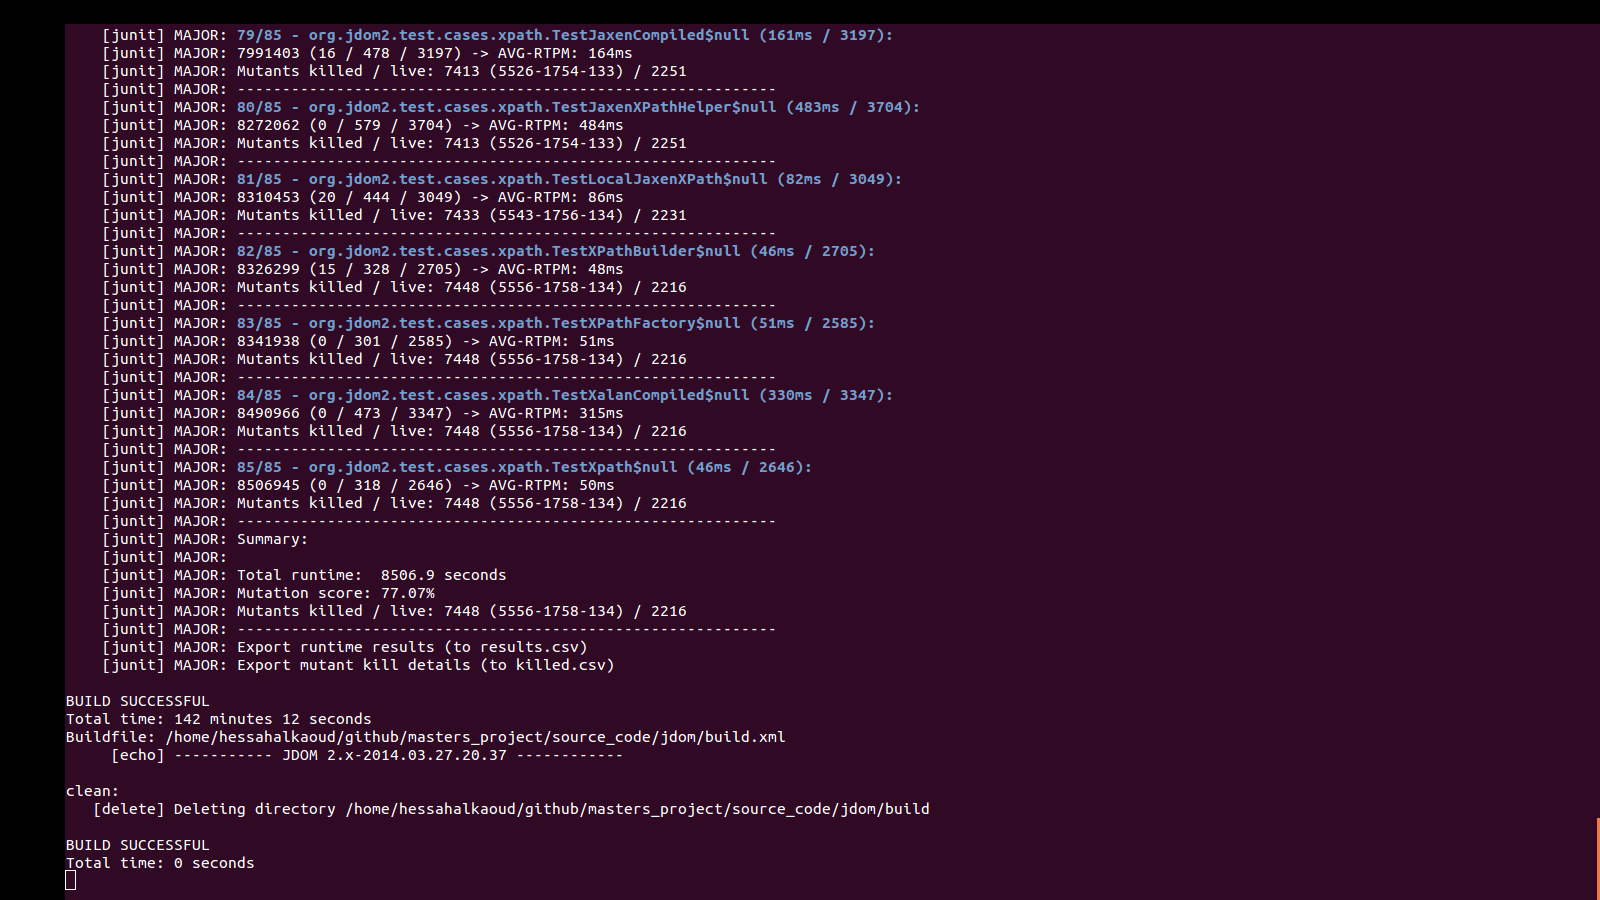 [junit] MAJOR: 79/85 - org.jdom2.test.cases.xpath.TestJaxenCompiled$null (161ms / 3197):
[junit] MAJOR: 7991403 (16 / 478 / 3197) -> AVG-RTPM: 164ms
[junit] MAJOR: Mutants killed / live: 7413 (5526-1754-133) / 2251
[junit] MAJOR: ------------------------------------------------------------
[junit] MAJOR: 80/85 - org.jdom2.test.cases.xpath.TestJaxenXPathHelper$null (483ms / 3704):
[junit] MAJOR: 8272062 (0 / 579 / 3704) -> AVG-RTPM: 484ms
[junit] MAJOR: Mutants killed / live: 7413 (5526-1754-133) / 2251
[junit] MAJOR: ------------------------------------------------------------
[junit] MAJOR: 81/85 - org.jdom2.test.cases.xpath.TestLocalJaxenXPath$null (82ms / 3049):
[junit] MAJOR: 8310453 (20 / 444 / 3049) -> AVG-RTPM: 86ms
[junit] MAJOR: Mutants killed / live: 7433 (5543-1756-134) / 2231
[junit] MAJOR: ------------------------------------------------------------
[junit] MAJOR: 82/85 - org.jdom2.test.cases.xpath.TestXPathBuilder$null (46ms / 2705):
[junit] MAJOR: 8326299 (15 / 328 / 2705) -> AVG-RTPM: 48ms
[junit] MAJOR: Mutants killed / live: 7448 (5556-1758-134) / 2216
[junit] MAJOR: ------------------------------------------------------------
[junit] MAJOR: 83/85 - org.jdom2.test.cases.xpath.TestXPathFactory$null (51ms / 2585):
[junit] MAJOR: 8341938 (0 / 301 / 2585) -> AVG-RTPM: 51ms
[junit] MAJOR: Mutants killed / live: 7448 (5556-1758-134) / 2216
[junit] MAJOR: ------------------------------------------------------------
[junit] MAJOR: 84/85 - org.jdom2.test.cases.xpath.TestXalanCompiled$null (330ms / 3347):
[junit] MAJOR: 8490966 (0 / 473 / 3347) -> AVG-RTPM: 315ms
[junit] MAJOR: Mutants killed / live: 7448 (5556-1758-134) / 2216
[junit] MAJOR: ------------------------------------------------------------
[junit] MAJOR: 85/85 - org.jdom2.test.cases.xpath.TestXpath$null (46ms / 2646):
[junit] MAJOR: 8506945 (0 / 318 / 2646) -> AVG-RTPM: 50ms
[junit] MAJOR: Mutants killed / live: 7448 (5556-1758-134) / 2216
[junit] MAJOR: ------------------------------------------------------------
[junit] MAJOR: Summary:
[junit] MAJOR:
[junit] MAJOR: Total runtime:  8506.9 seconds
[junit] MAJOR: Mutation score: 77.07%
[junit] MAJOR: Mutants killed / live: 7448 (5556-1758-134) / 2216
[junit] MAJOR: ------------------------------------------------------------
[junit] MAJOR: Export runtime results (to results.csv)
[junit] MAJOR: Export mutant kill details (to killed.csv)
BUILD SUCCESSFUL
Total time: 142 minutes 12 seconds
Buildfile: /home/hessahalkaoud/github/masters_project/source_code/jdom/build.xml
[echo] ----------- JDOM 2.x-2014.03.27.20.37 ------------
clean:
[delete] Deleting directory /home/hessahalkaoud/github/masters_project/source_code/jdom/build
BUILD SUCCESSFUL
Total time: 0 seconds